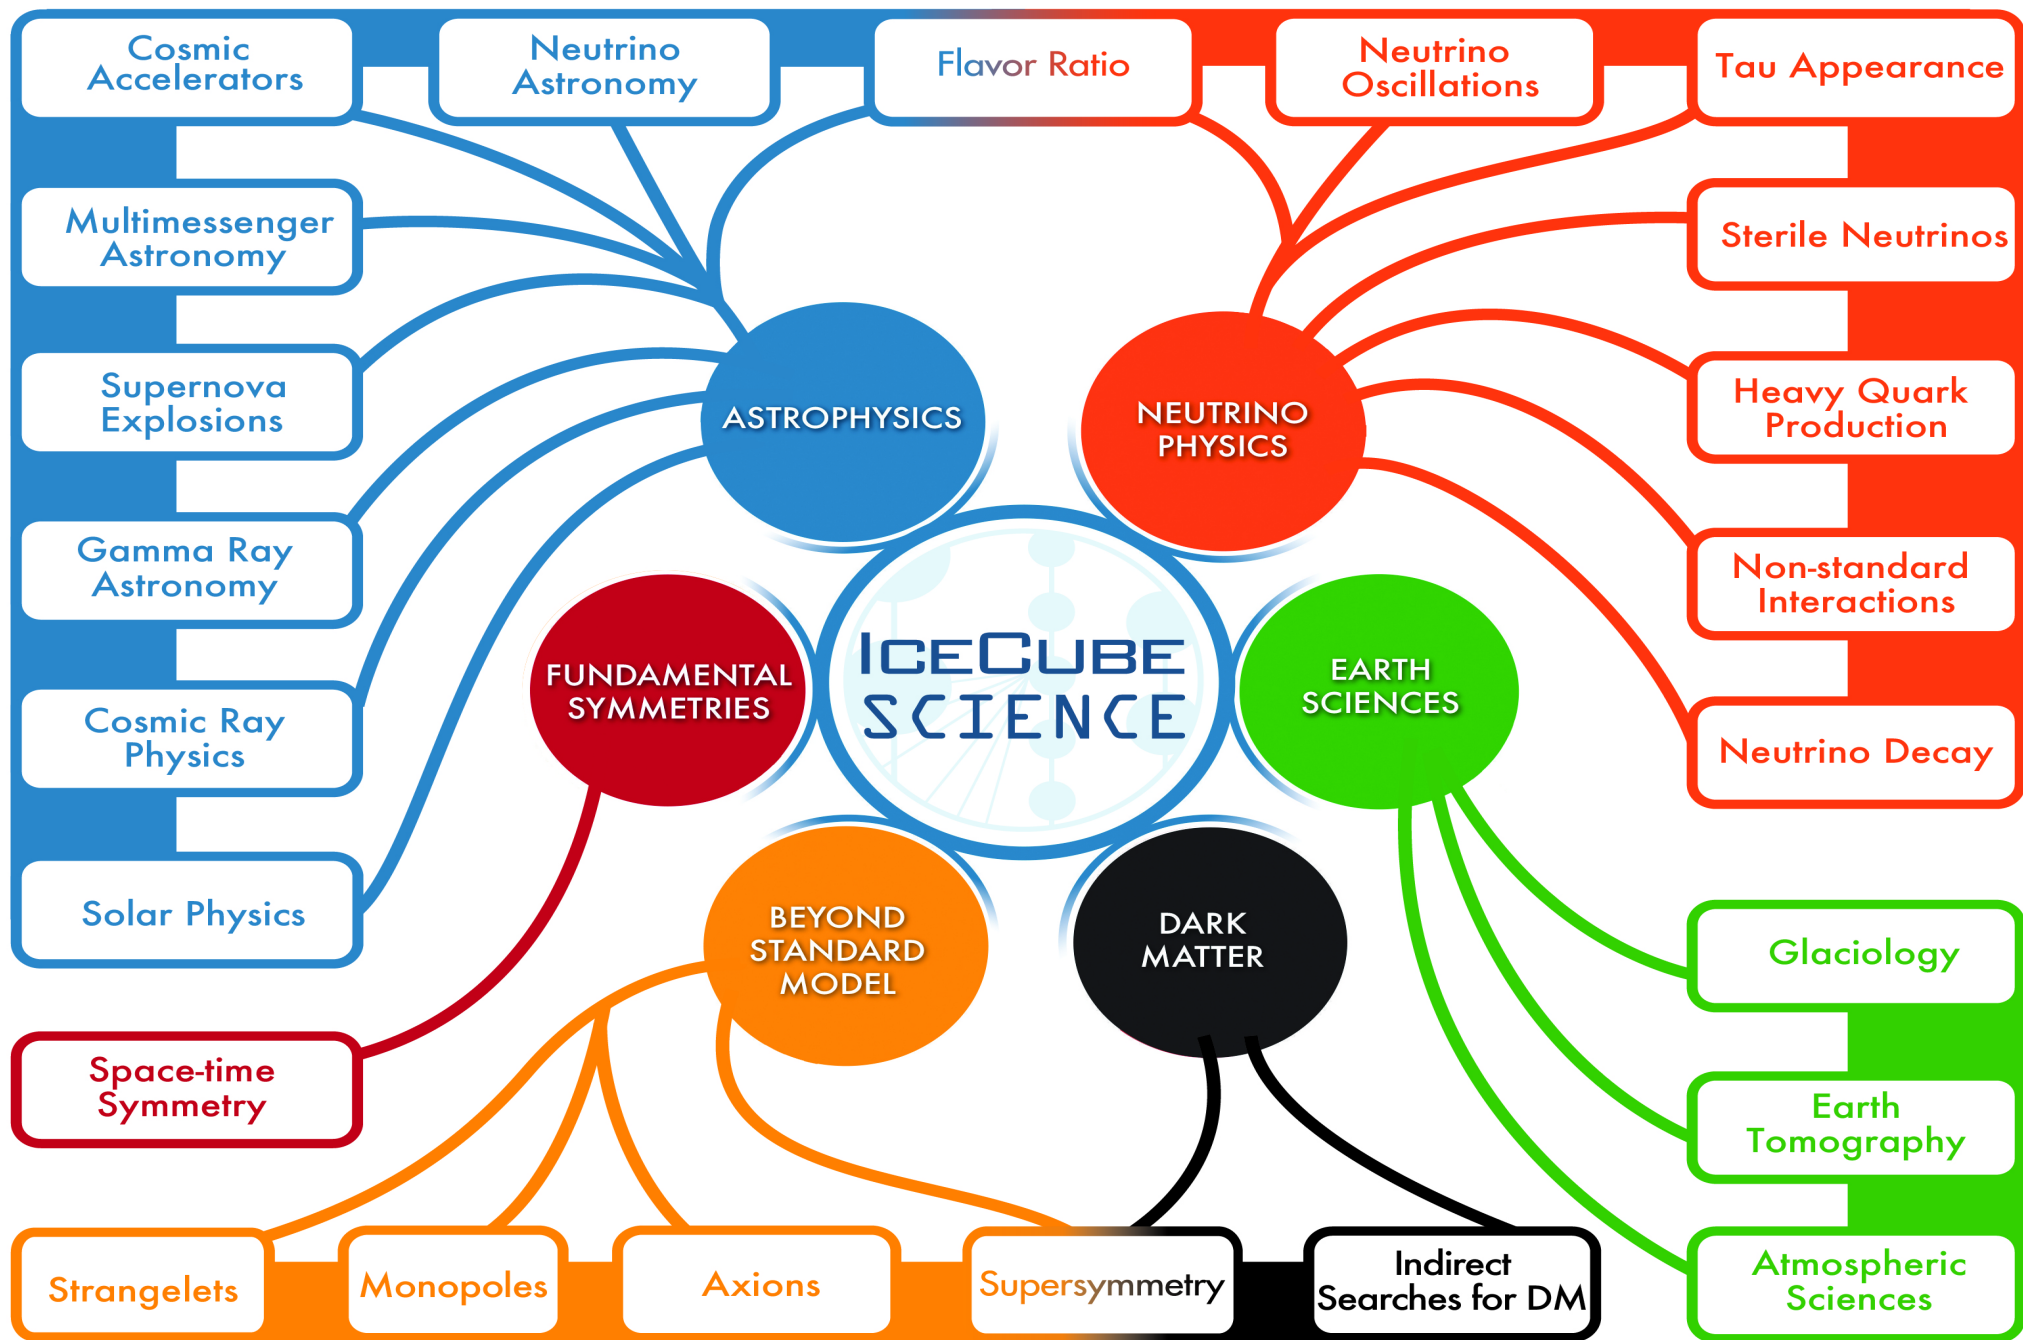 Cosmic
Accelerators
Neutrino
Astronomy
Flavor Ratio
Neutrino
Oscillations
Tau Appearance
Multimessenger
Astronomy
Sterile Neutrinos
Supernova
Explosions
ASTROPHYSICS
NEUTRINO
PHYSICS
Heavy Quark
Production
Gamma Ray
Astronomy
Non-standard
Interactions
FUNDAMENTAL
SYMMETRIES
ICECUBE
SCIENCE
EARTH
SCIENCES
Cosmic Ray
Physics
Neutrino Decay
Solar Physics
BEYOND
STANDARD
MODEL
DARK
MATTER
Glaciology
Space-time
Symmetry
Earth
Tomography
Strangelets
Monopoles
Axions
Supersymmetry
Indirect
Searches for DM
Atmospheric
Sciences